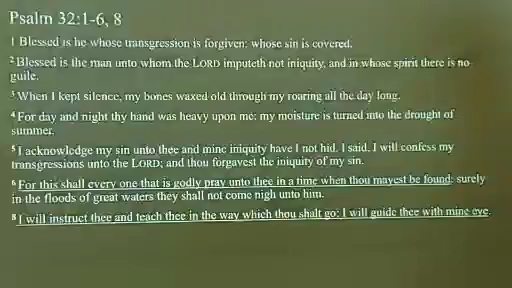 Psalm 32:1-6, 8
1 Blessed is he whose transgression is forgiven; whose sin is covered.
2 Blessed is the man unto whom the LORD imputeth not iniquity, and in whose spirit there is no
guile.
3 When I kept silence, my bones waxed old through my roaring all the day long.
4 For day and night thy hand was heavy upon me: my moisture is turned into the drought of
summer.
5 I acknowledge my sin unto thee and mine iniquity have I not hid. I said, I will confess my
transgressions unto the LORD; and thou forgavest the iniquity of my sin.
6 For this shall every one that is godly pray unto thee in a time when thou mayest be found: surely
in the floods of great waters they shall not come nigh unto him.
8 I will instruct thee and teach thee in the way which thou shalt go: I will guide thee with mine eye.